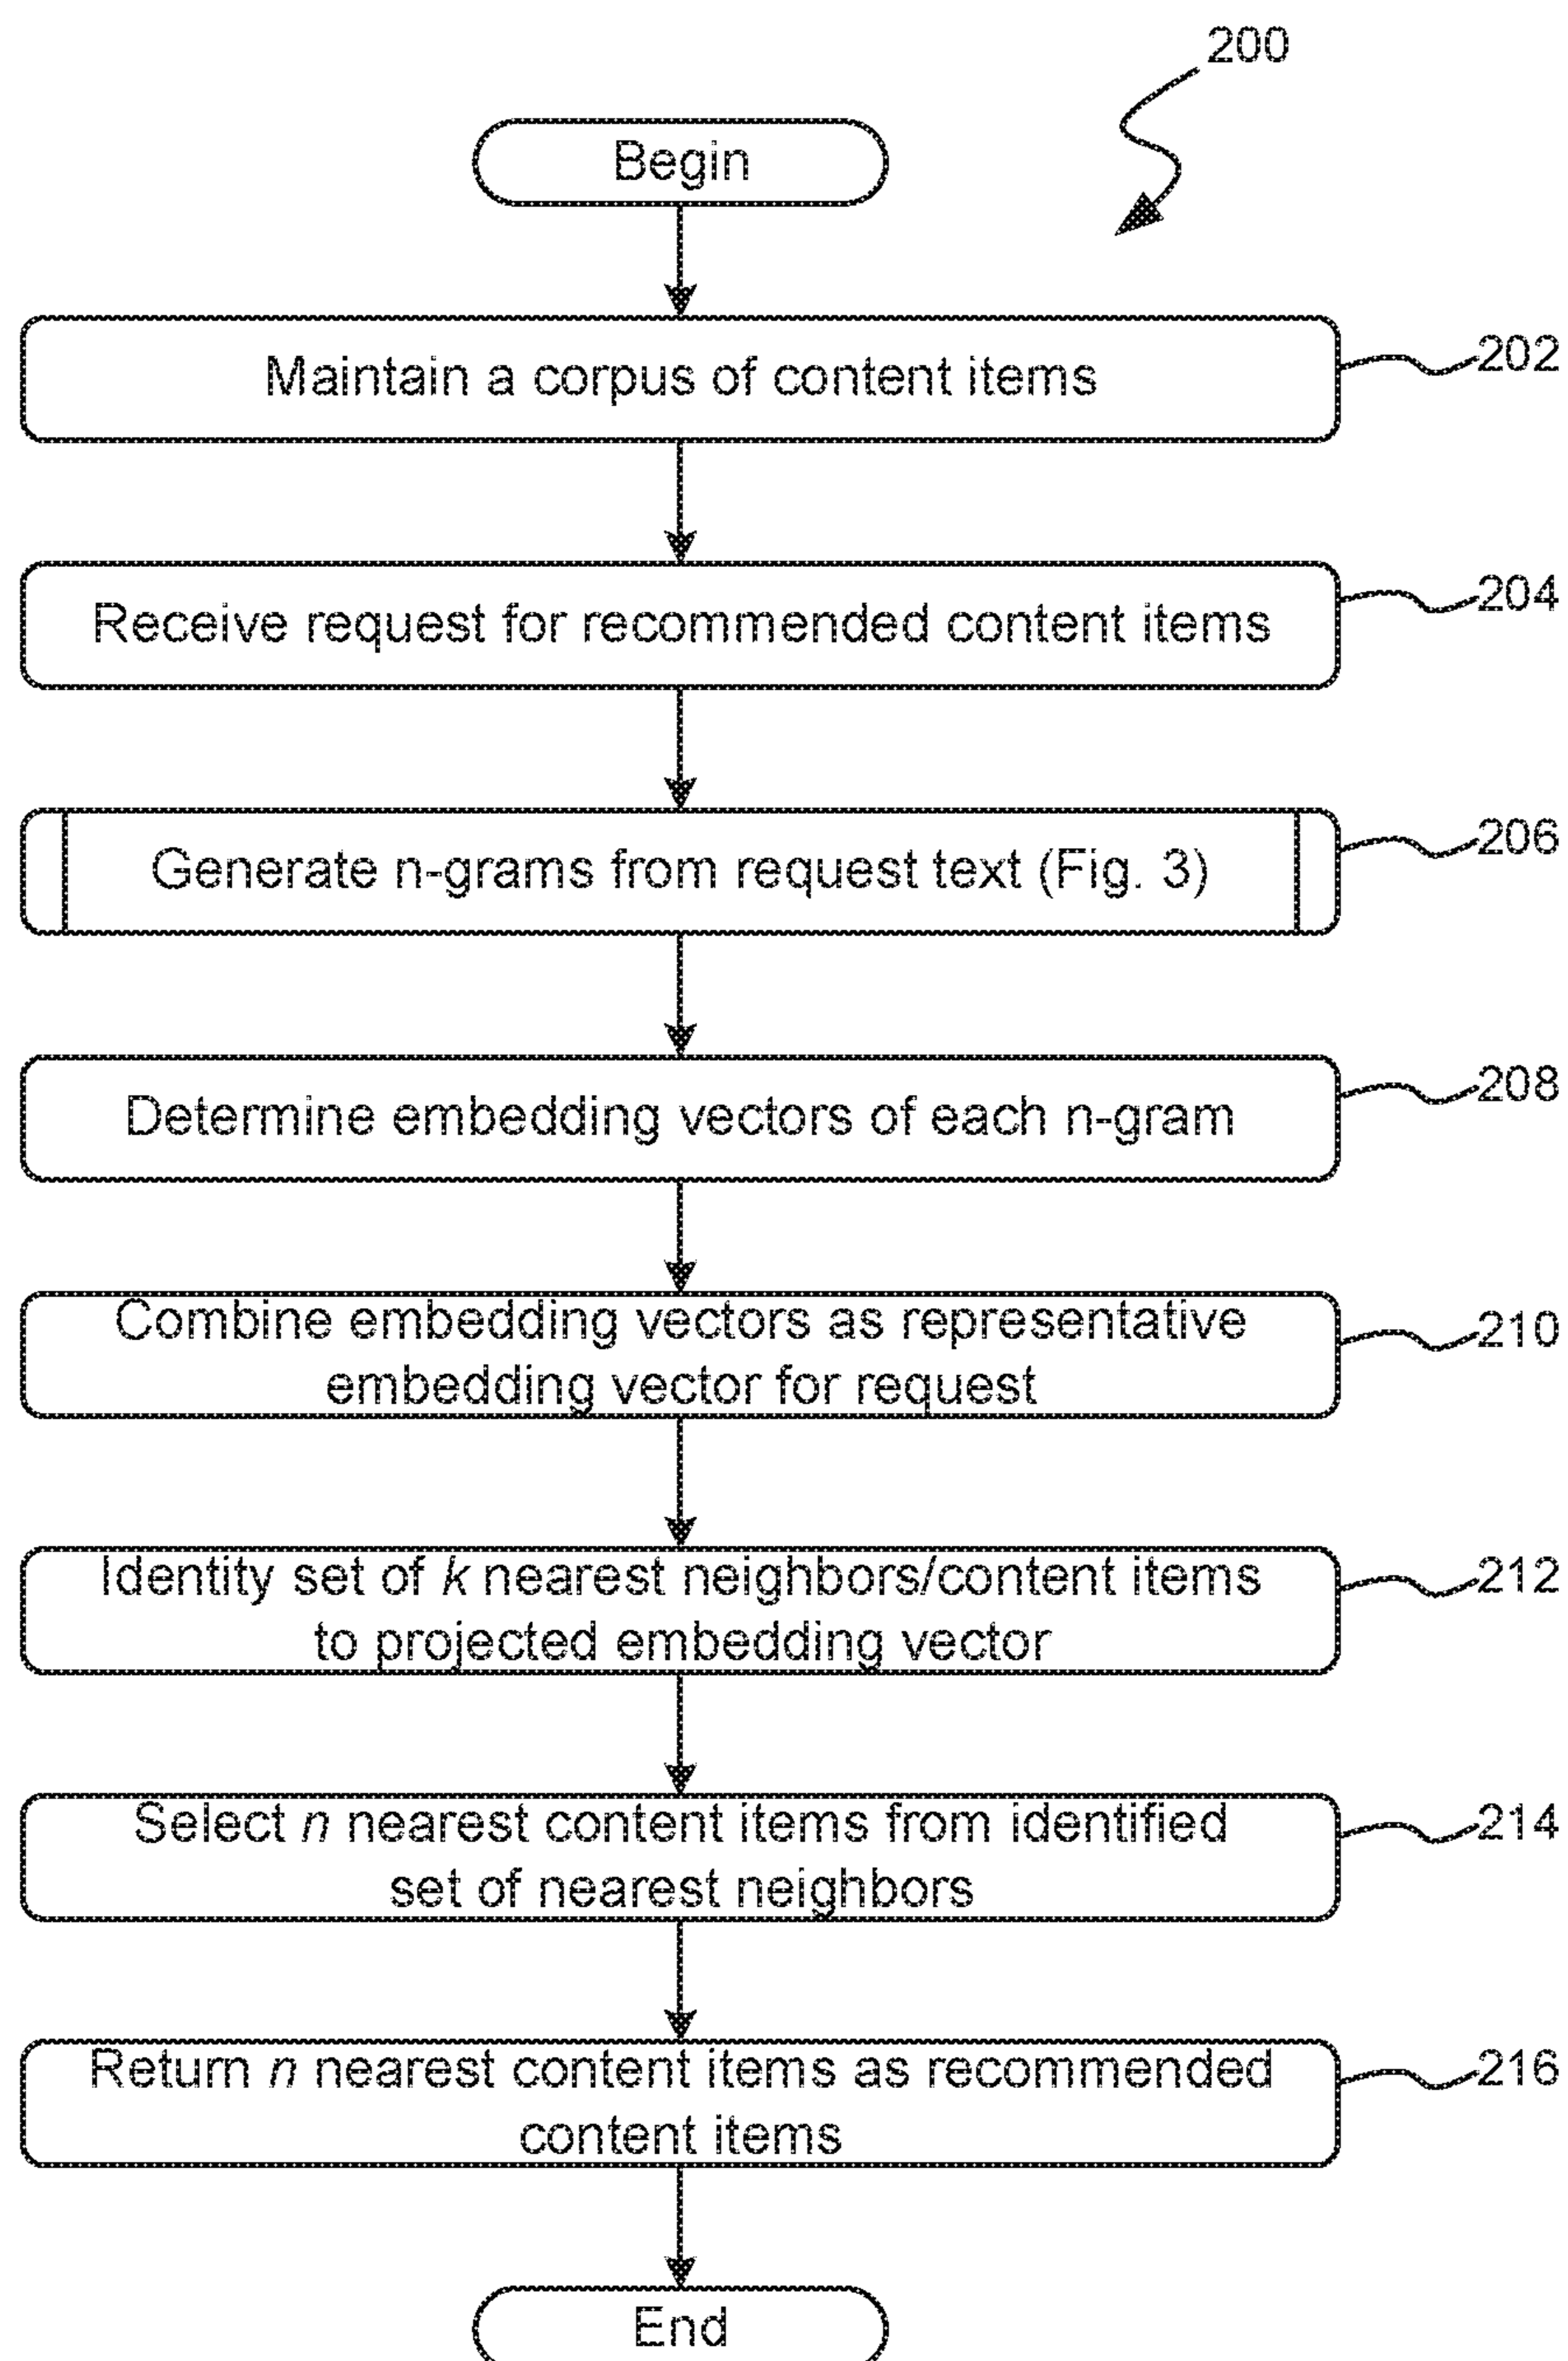 200
Begin
Maintain a corpus of content items
202
Receive request for recommended content items
204
Generate n-grams from request text (Fig. 3)
206
Determine embedding vectors of each n-gram
208
Combine embedding vectors as representative
embedding vector for request
210
Identity set of k nearest neighbors/content items
to projected embedding vector
212
Select n nearest content items from identified
set of nearest neighbors
214
Return n nearest content items as recommended
content items
216
End